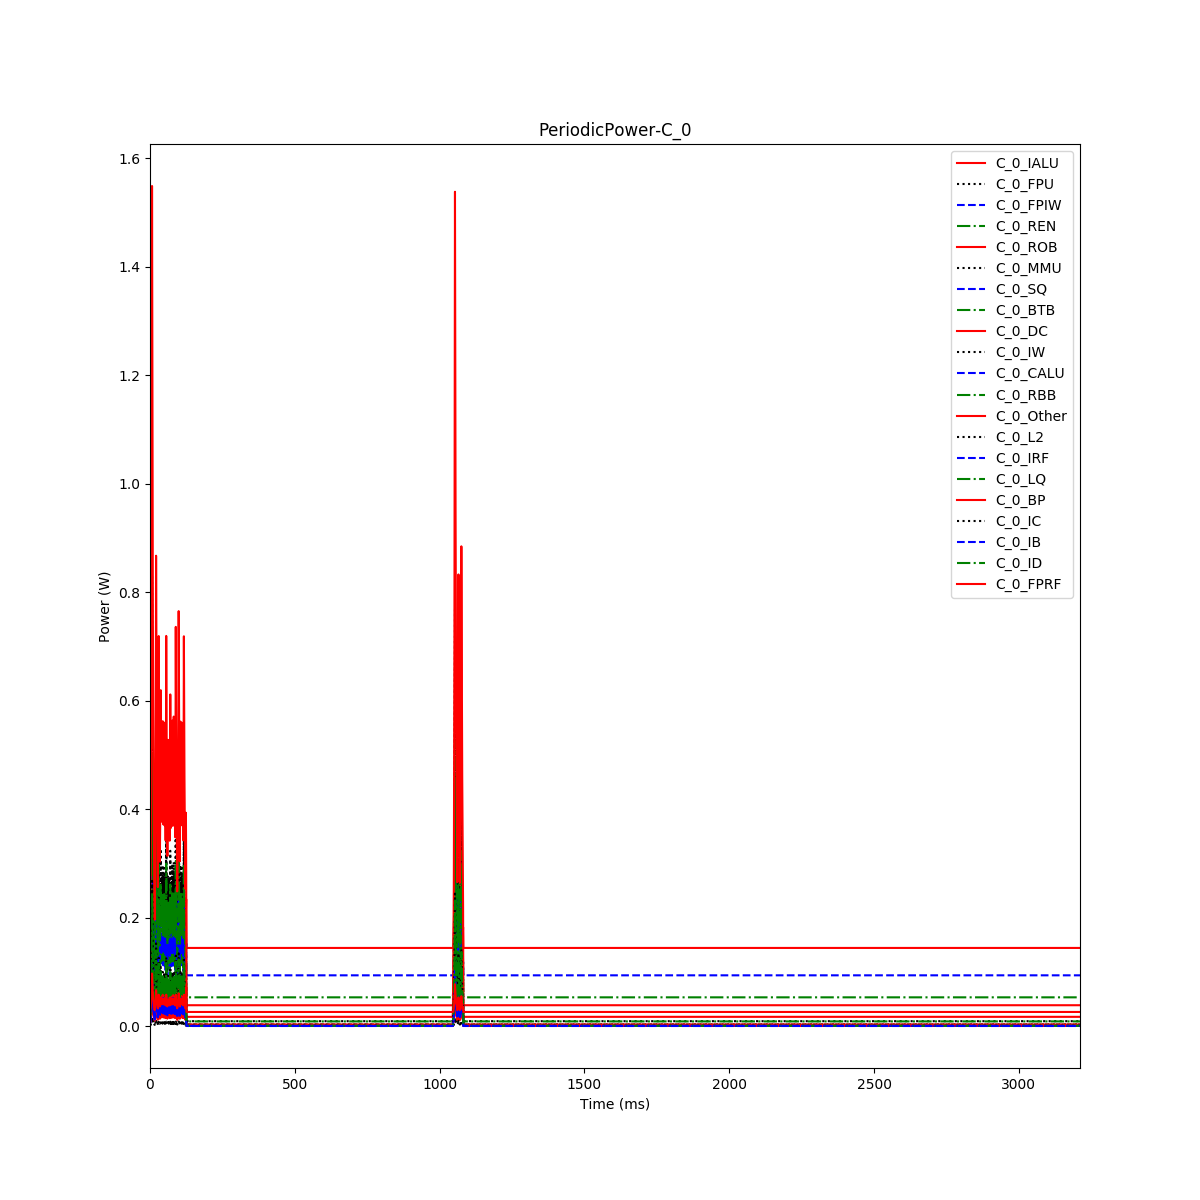 PeriodicPower-C_0
1.6
1.4
1.2
1.0
0.8
0.6
0.4
0.2
0.0
Power (W)
0
500
1000
1500
2000
2500
3000
Time (ms)
C_0_IALU
C_0_FPU
C_0_FPIW
C_0_REN
C_0_ROB
C_0_MMU
C_0_SQ
C_0_BTB
C_0_DC
C_0_IW
C_0_CALU
C_0_RBB
C_0_Other
C_0_L2
C_0_IRF
C_0_LQ
C_0_BP
C_0_IC
C_0_IB
C_0_ID
C_0_FPRF